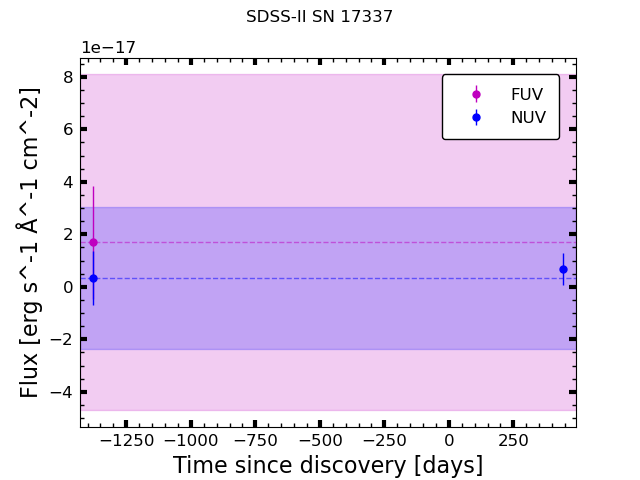 SDSS-II SN 17337
1e−17
8
6
4
2
0
−2
−4
FUV
NUV
Flux [erg s^-1 Å^-1 cm^-2]
−1250 −1000 −750 −500 −250 0 250
Time since discovery [days]